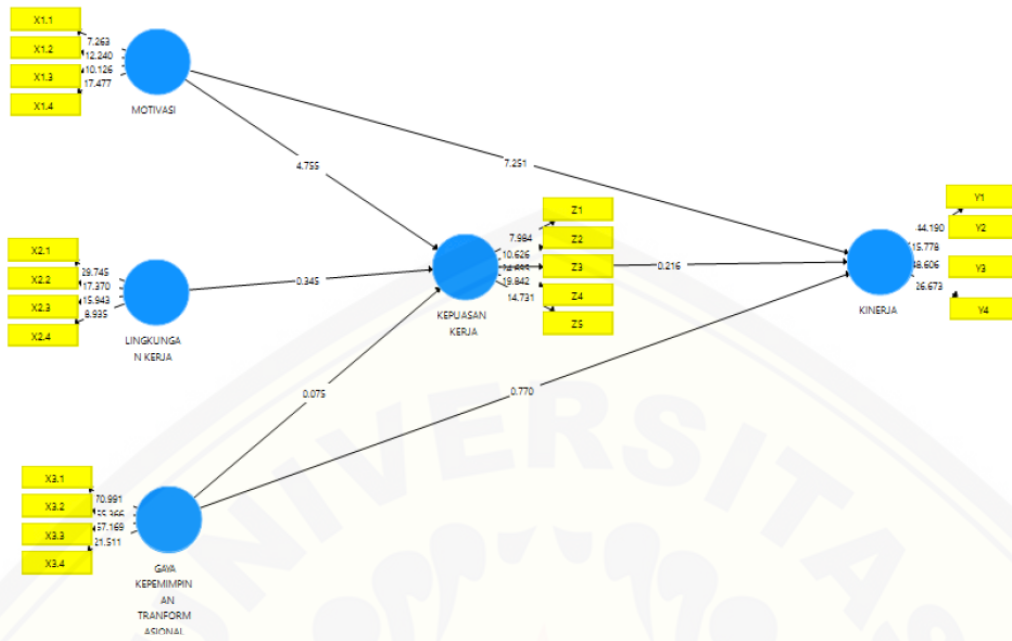 X1.1
7.263
X1.2
12.240
X1.3
10.126
X1.4
17.477
MOTIVASI
4.755
7.251
X2.1
29.745
X2.2
17.370
X2.3
15.943
X2.4
8.935
LINGKUNGA
N KERJA
0.345
Z1
7.984
Z2
10.626
Z3
Z4
19.842
Z5
14.731
KEPUASAN
KERJA
0.216
Y1
44.190
Y2
15.778
Y3
Y4
26.673
KINERJA
0.075
0.770
X3.1
70.991
X3.2
X3.3
57.169
X3.4
21.511
GAYA
KEPEMIMPIN
AN
TRANFORM
ASIONAL
UNIVERSITAS